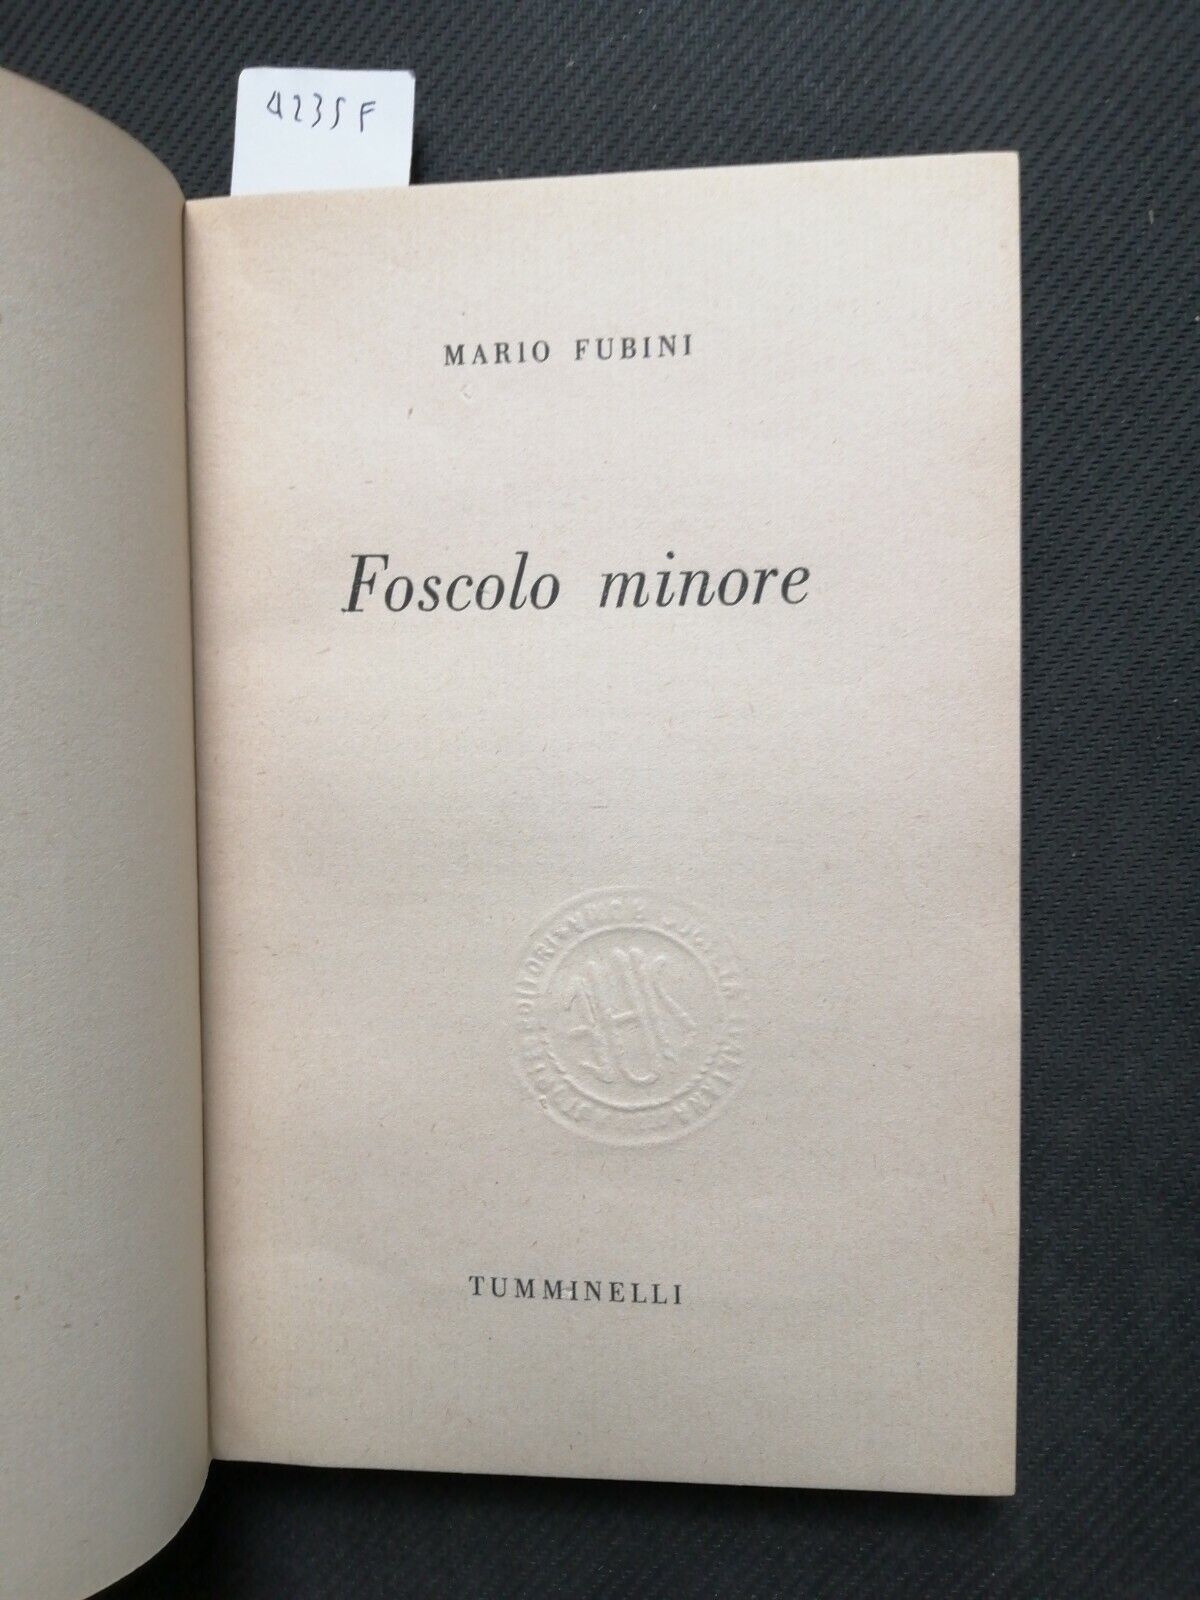 4235F
MARIO FUBINI
Foscolo minore
TUMMINELLI